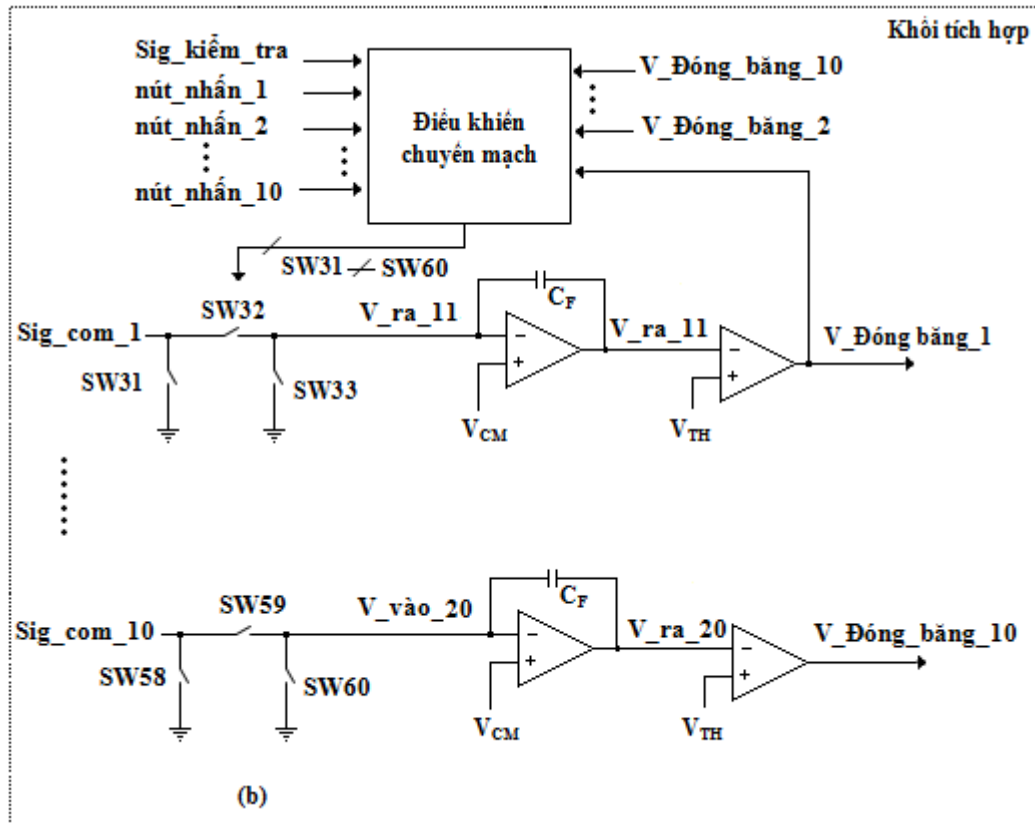 Khối tích hợp
Sig_kiểm_tra
nút_nhấn_1
nút_nhấn_2
nút_nhấn_10
Điều khiển
chuyển mạch
V_Đóng_băng_10
V_Đóng_băng_2
SW31
SW60
Sig_com_1
SW32
SW31
SW33
V_ra_11
C_F
V_CM
V_ra_11
V_TH
V_Đóng băng_1
Sig_com_10
SW59
SW58
SW60
V_vào_20
C_F
V_CM
V_ra_20
V_TH
V_Đóng_băng_10
(b)